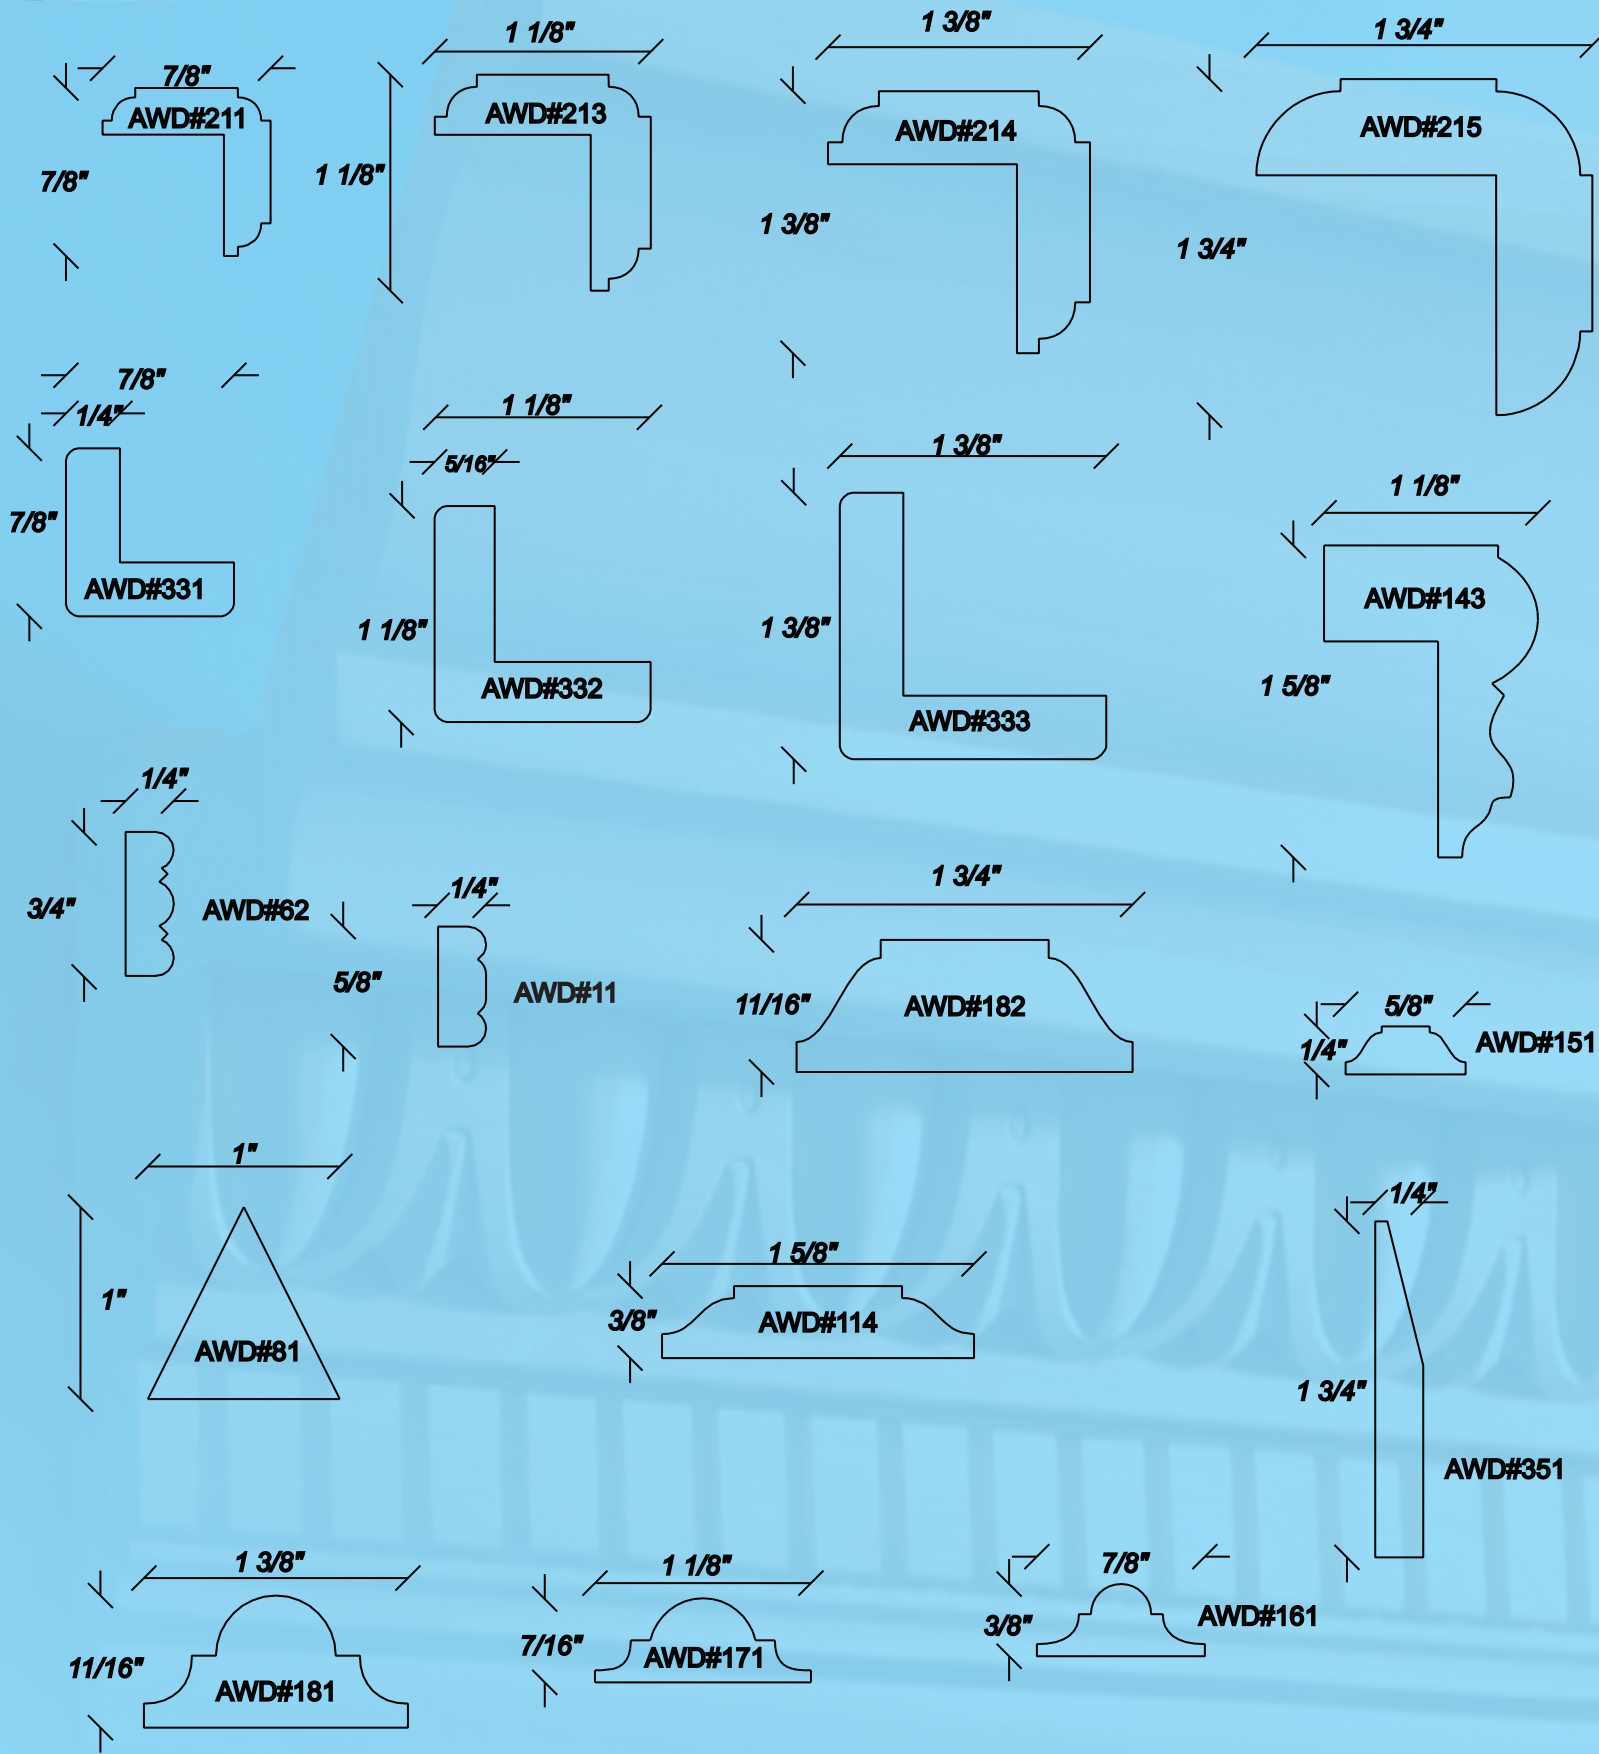 1 1/8"
1 3/8"
1 3/4"
7/8"
AWD#211
AWD#213
AWD#214
AWD#215
7/8"
1 1/8"
1 3/8"
1 3/4"
7/8"
1/4"
1 1/8"
5/16"
1 3/8"
1 1/8"
7/8"
AWD#331
1 1/8"
AWD#332
1 3/8"
AWD#333
AWD#143
1 5/8"
1/4"
3/4"
AWD#62
1/4"
5/8"
AWD#11
1 3/4"
11/16"
AWD#182
5/8"
1/4"
AWD#151
1"
1"
AWD#81
1 5/8"
3/8"
AWD#114
1/4"
1 3/4"
AWD#351
1 3/8"
11/16"
AWD#181
1 1/8"
7/16"
AWD#171
7/8"
3/8"
AWD#161